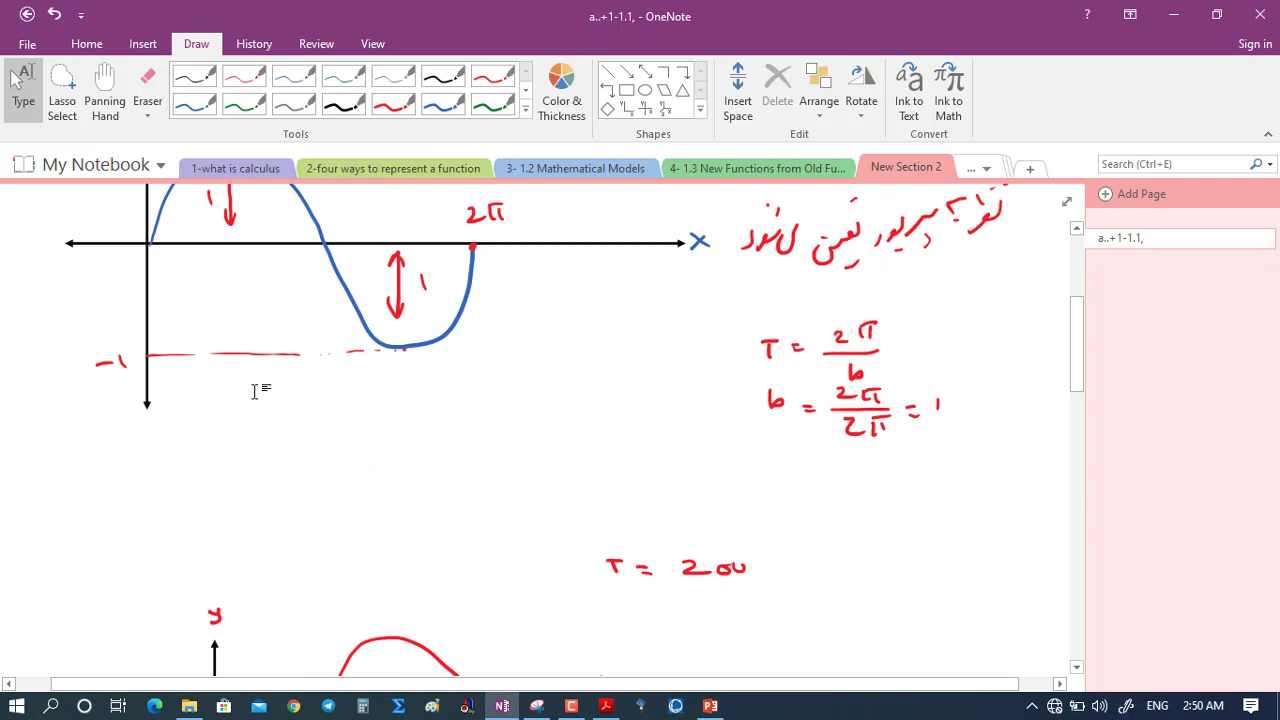 a..+1-1.1, - OneNote
? 
Sign in
File Home Insert Draw History Review View
Type
Lasso Select
Panning Hand
Eraser
Color & Thickness
Insert Space
Delete
Arrange
Rotate
Ink to Text
Ink to Math
Tools
Shapes
Edit
Convert
My Notebook
1-what is calculus
2-four ways to represent a function
3- 1.2 Mathematical Models
4- 1.3 New Functions from Old Fu...
New Section 2
...
Search (Ctrl+E)
Add Page
a..+1-1.1,
1
2π
x
1
-1
T = 2π/b
b = 2π/2π = 1
T = 200
y
ENG 2:50 AM